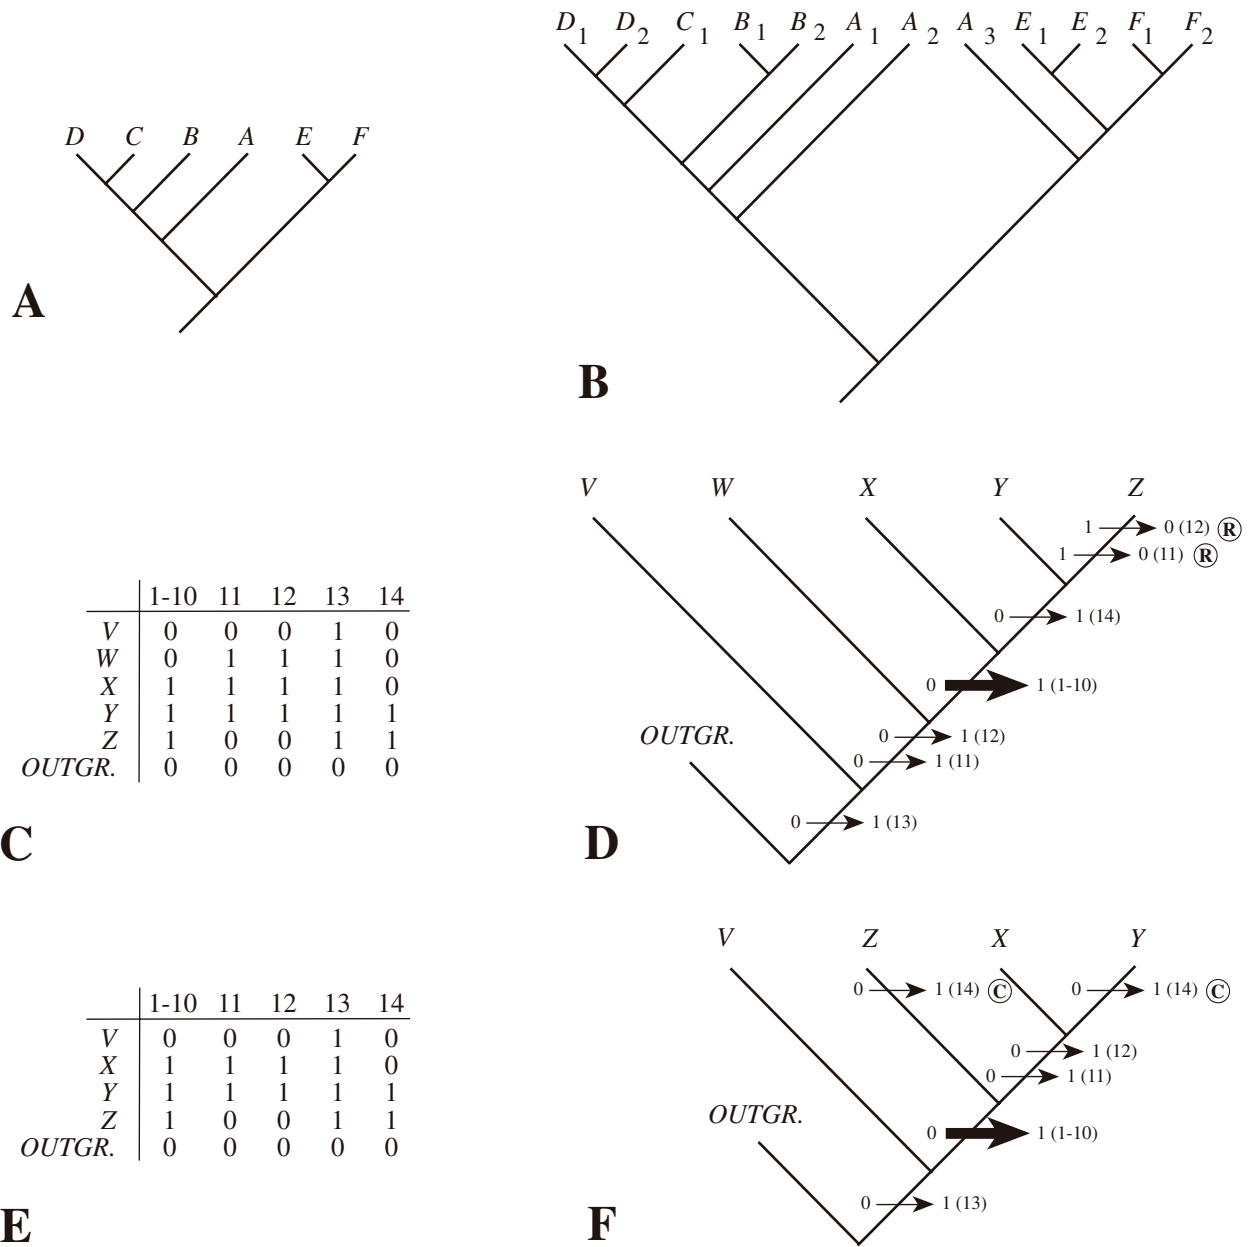 D C B A E F
A
D1 D2 C1 B1 B2 A1 A2 A3 E1 E2 F1 F2
B
1-10 11 12 13 14
V 0 0 0 1 0
W 0 1 1 1 0
X 1 1 1 1 0
Y 1 1 1 1 1
Z 1 0 0 1 1
OUTGR. 0 0 0 0 0
C
V W X Y Z
1 0 (12) R
1 0 (11) R
0 1 (14)
0 1 (1-10)
OUTGR.
0 1 (12)
0 1 (11)
0 1 (13)
D
1-10 11 12 13 14
V 0 0 0 1 0
X 1 1 1 1 0
Y 1 1 1 1 1
Z 1 0 0 1 1
OUTGR. 0 0 0 0 0
E
V Z X Y
0 1 (14) C 0 1 (14) C
0 1 (12)
0 1 (11)
OUTGR.
0 1 (1-10)
0 1 (13)
F